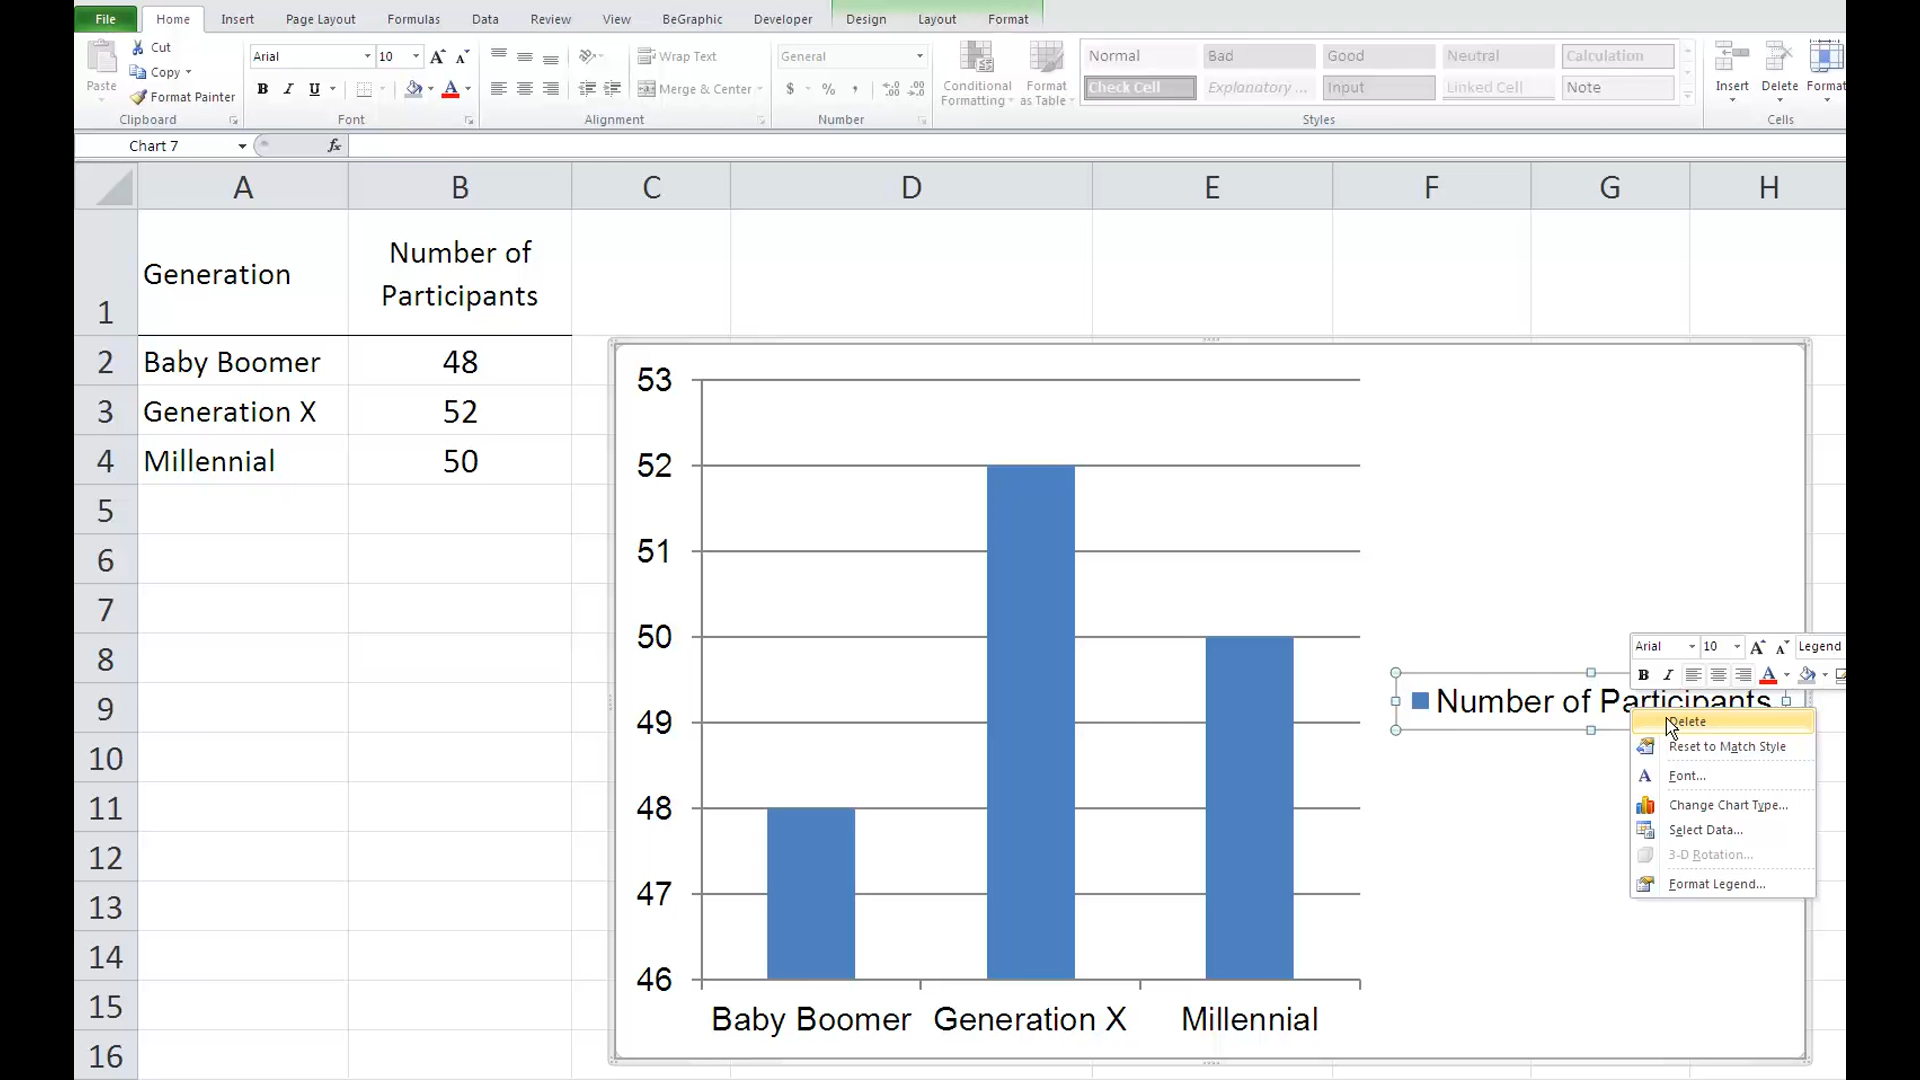 File Home Insert Page Layout Formulas Data Review View BeGraphic Developer Design Layout Format
Paste
Cut
Copy
Format Painter
Clipboard
Arial 10
B I U
Font
Wrap Text
Merge & Center
Alignment
General
$ % ,
Number
Conditional Formatting
Format as Table
Normal Bad Good Neutral Calculation
Check Cell Explanatory ... Input Linked Cell Note
Styles
Insert Delete Format
Cells
Chart 7 fx
A B C D E F G H
1 Generation Number of Participants
2 Baby Boomer 48
3 Generation X 52
4 Millennial 50
5
6
7
8
9
10
11
12
13
14
15
16
53
52
51
50
49
48
47
46
Baby Boomer Generation X Millennial
Number of Participants
Arial 10 Legend
B I
Delete
Reset to Match Style
Font...
Change Chart Type...
Select Data...
3-D Rotation...
Format Legend...